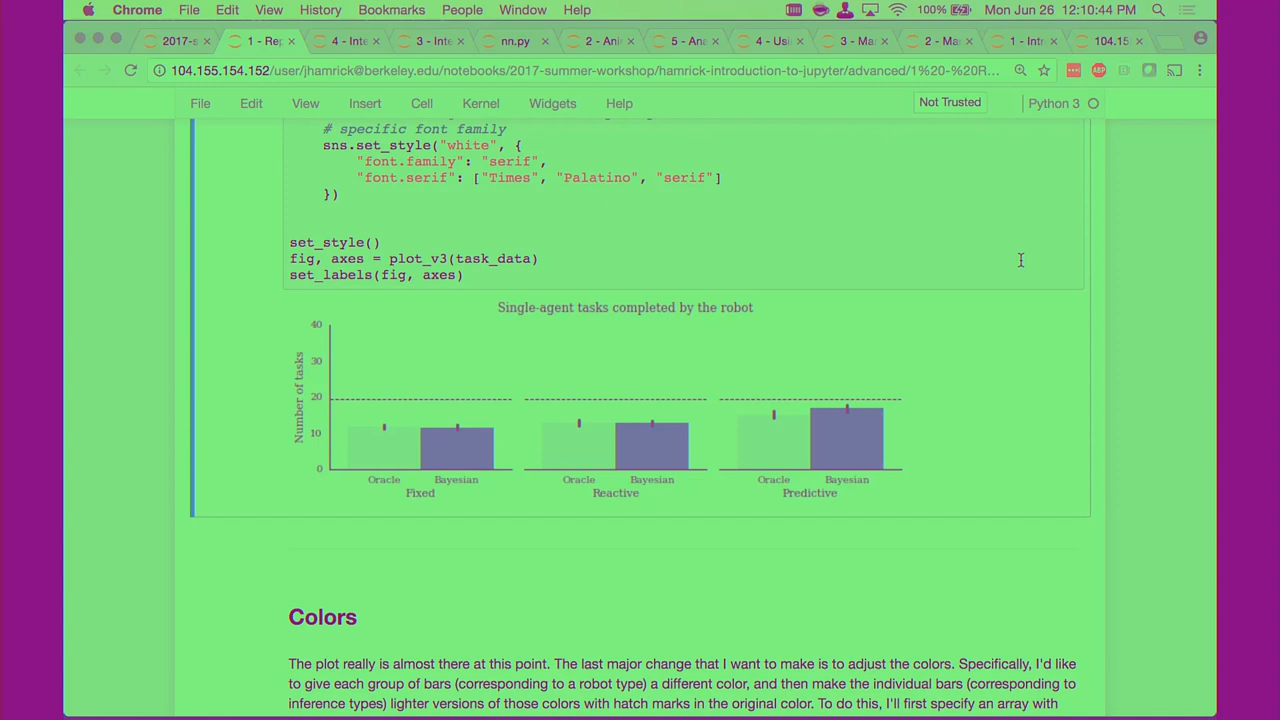 Chrome File Edit View History Bookmarks People Window Help 100% Mon Jun 26 12:10:44 PM
2017-s 1 - Rep 4 - Inte 3 - Inte nn.py 2 - Ani 5 - Ana 4 - Usi 3 - Ma 2 - Ma 1 - Intr 104.15
104.155.154.152/user/jhamrick@berkeley.edu/notebooks/2017-summer-workshop/hamrick-introduction-to-jupyter/advanced/1%20-%20R... ABP
File Edit View Insert Cell Kernel Widgets Help Not Trusted Python 3
# specific font family
sns.set_style("white", {
"font.family": "serif",
"font.serif": ["Times", "Palatino", "serif"]
})
set_style()
fig, axes = plot_v3(task_data)
set_labels(fig, axes)
Single-agent tasks completed by the robot
Number of tasks
40
30
20
10
0
Oracle Bayesian Oracle Bayesian Oracle Bayesian
Fixed Reactive Predictive
Colors
The plot really is almost there at this point. The last major change that I want to make is to adjust the colors. Specifically, I'd like
to give each group of bars (corresponding to a robot type) a different color, and then make the individual bars (corresponding to
inference types) lighter versions of those colors with hatch marks in the original color. To do this, I'll first specify an array with